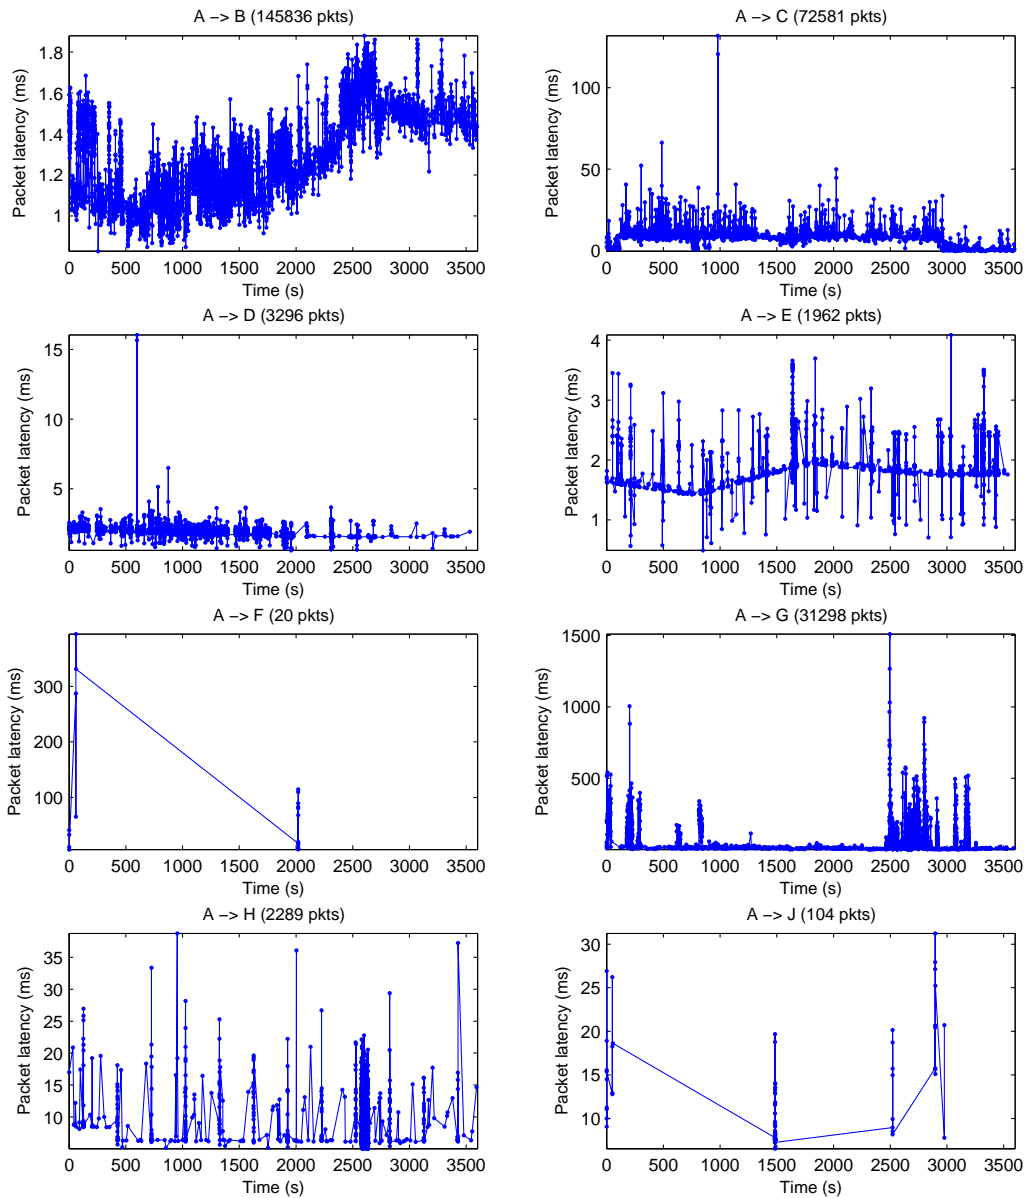 A −> B (145836 pkts)
Packet latency (ms)
1.8
1.6
1.4
1.2
1
0 500 1000 1500 2000 2500 3000 3500
Time (s)
A −> C (72581 pkts)
Packet latency (ms)
100
50
0
0 500 1000 1500 2000 2500 3000 3500
Time (s)
A −> D (3296 pkts)
Packet latency (ms)
15
10
5
0 500 1000 1500 2000 2500 3000 3500
Time (s)
A −> E (1962 pkts)
Packet latency (ms)
4
3
2
1
0 500 1000 1500 2000 2500 3000 3500
Time (s)
A −> F (20 pkts)
Packet latency (ms)
300
200
100
0 500 1000 1500 2000 2500 3000 3500
Time (s)
A −> G (31298 pkts)
Packet latency (ms)
1500
1000
500
0 500 1000 1500 2000 2500 3000 3500
Time (s)
A −> H (2289 pkts)
Packet latency (ms)
35
30
25
20
15
10
0 500 1000 1500 2000 2500 3000 3500
Time (s)
A −> J (104 pkts)
Packet latency (ms)
30
25
20
15
10
0 500 1000 1500 2000 2500 3000 3500
Time (s)